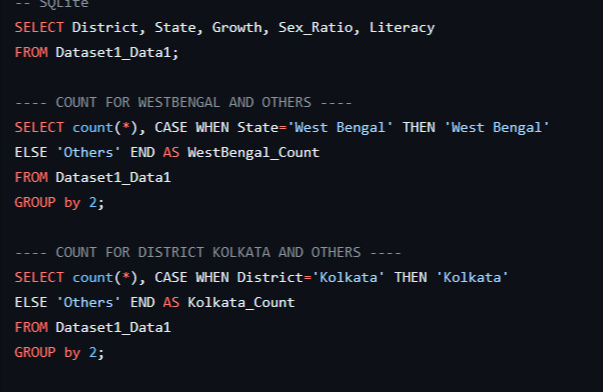 -- SQLite
SELECT District, State, Growth, Sex_Ratio, Literacy
FROM Dataset1_Data1;
---- COUNT FOR WESTBENGAL AND OTHERS ----
SELECT count(*), CASE WHEN State='West Bengal' THEN 'West Bengal'
ELSE 'Others' END AS WestBengal_Count
FROM Dataset1_Data1
GROUP by 2;
---- COUNT FOR DISTRICT KOLKATA AND OTHERS ----
SELECT count(*), CASE WHEN District='Kolkata' THEN 'Kolkata'
ELSE 'Others' END AS Kolkata_Count
FROM Dataset1_Data1
GROUP by 2;